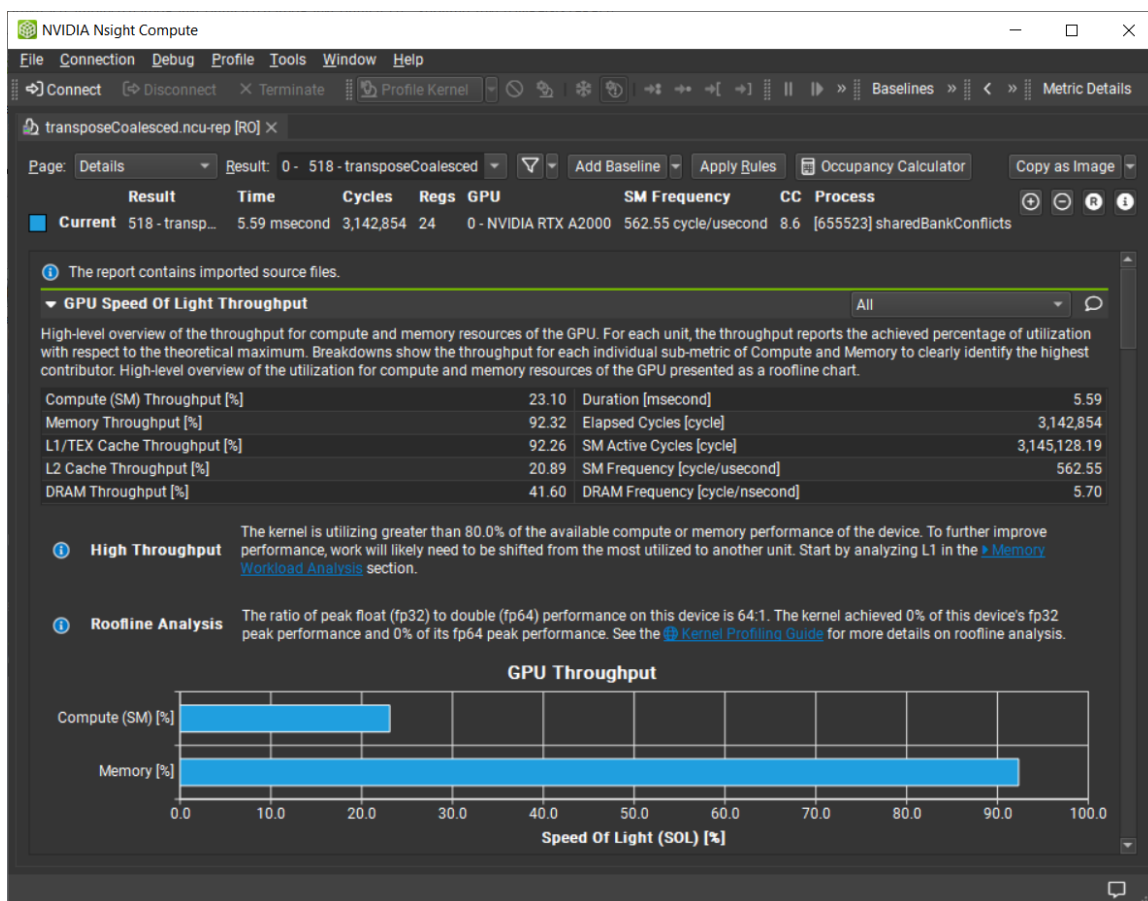 NVIDIA Nsight Compute
File Connection Debug Profile Tools Window Help
Connect Disconnect Terminate Profile Kernel » Baselines » » Metric Details
transposeCoalesced.ncu-rep [RO]
Page: Details Result: 0 - 518 - transposeCoalesced Add Baseline Apply Rules Occupancy Calculator Copy as Image
Result Time Cycles Regs GPU SM Frequency CC Process
Current 518 - transp... 5.59 msecond 3,142,854 24 0 - NVIDIA RTX A2000 562.55 cycle/usecond 8.6 [655523] sharedBankConflicts
The report contains imported source files.
GPU Speed Of Light Throughput All
High-level overview of the throughput for compute and memory resources of the GPU. For each unit, the throughput reports the achieved percentage of utilization
with respect to the theoretical maximum. Breakdowns show the throughput for each individual sub-metric of Compute and Memory to clearly identify the highest
contributor. High-level overview of the utilization for compute and memory resources of the GPU presented as a roofline chart.
Compute (SM) Throughput [%] 23.10 Duration [msecond] 5.59
Memory Throughput [%] 92.32 Elapsed Cycles [cycle] 3,142,854
L1/TEX Cache Throughput [%] 92.26 SM Active Cycles [cycle] 3,145,128.19
L2 Cache Throughput [%] 20.89 SM Frequency [cycle/usecond] 562.55
DRAM Throughput [%] 41.60 DRAM Frequency [cycle/nsecond] 5.70
The kernel is utilizing greater than 80.0% of the available compute or memory performance of the device. To further improve
High Throughput performance, work will likely need to be shifted from the most utilized to another unit. Start by analyzing L1 in the Memory
Workload Analysis section.
The ratio of peak float (fp32) to double (fp64) performance on this device is 64:1. The kernel achieved 0% of this device's fp32
Roofline Analysis peak performance and 0% of its fp64 peak performance. See the Kernel Profiling Guide for more details on roofline analysis.
GPU Throughput
Compute (SM) [%]
Memory [%]
0.0 10.0 20.0 30.0 40.0 50.0 60.0 70.0 80.0 90.0 100.0
Speed Of Light (SOL) [%]